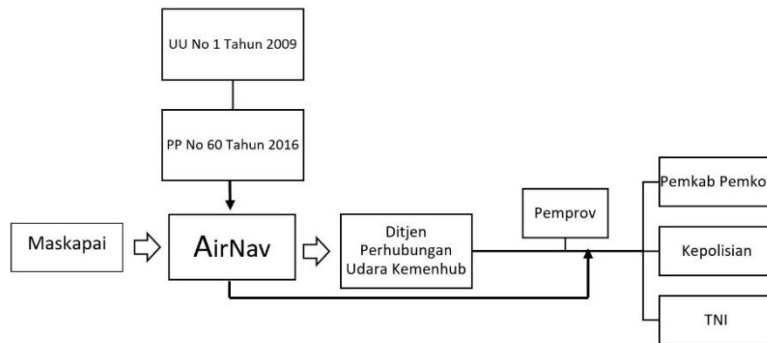 UU No 1 Tahun 2009
PP No 60 Tahun 2016
Maskapai
AirNav
Ditjen
Perhubungan
Udara Kemenhub
Pemprov
Pemkab Pemko
Kepolisian
TNI